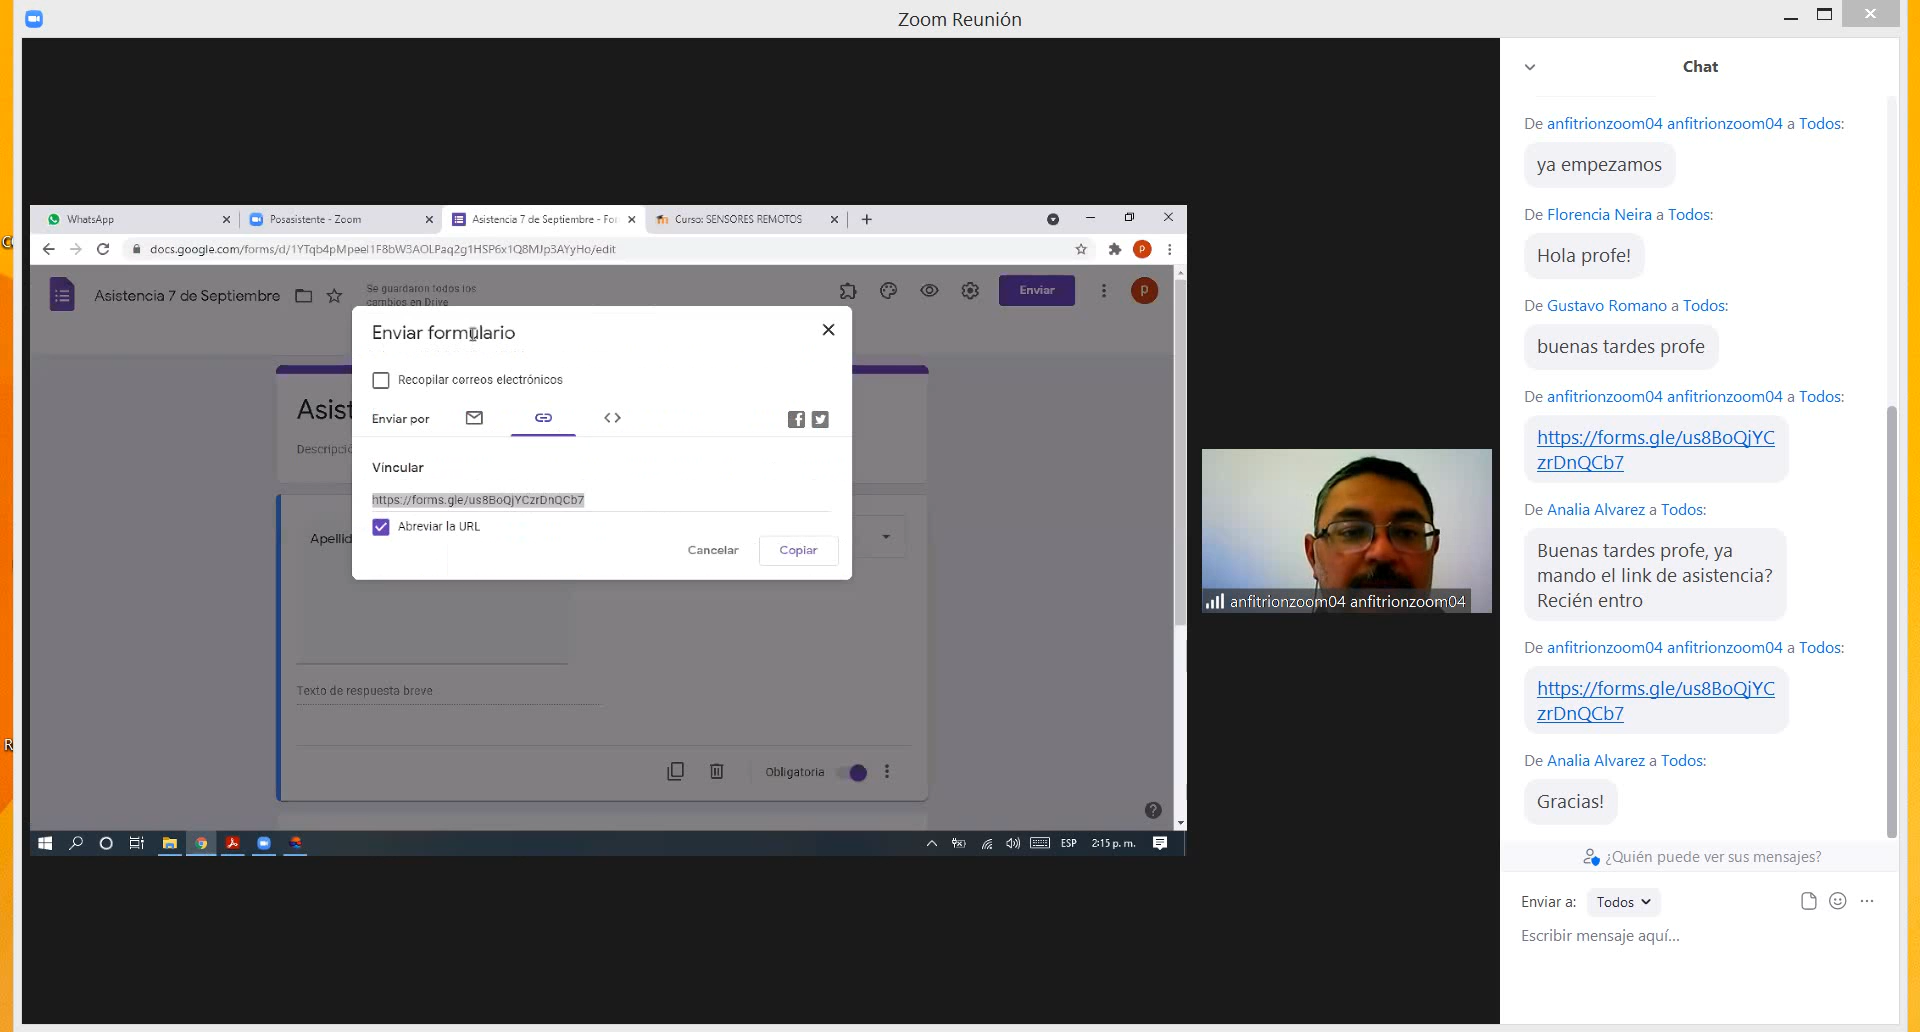 Zoom Reunión
WhatsApp
Posasistente - Zoom
Asistencia 7 de Septiembre - For
Curso: SENSORES REMOTOS
docs.google.com/forms/d/1YTqb4pMpeel1F8bW3AOLPaq2g1HSP6x1Q8MJp3AYyHo/edit
P
Asistencia 7 de Septiembre
Se guardaron todos los
cambios en Drive
Enviar
P
Enviar formulario
Recopilar correos electrónicos
Enviar por
Asist
Descripció
Vincular
https://forms.gle/us8BoQjYCzrDnQCb7
Abreviar la URL
Apellid
Cancelar
Copiar
Texto de respuesta breve
Obligatoria
ESP
2:15 p. m.
anfitrionzoom04 anfitrionzoom04
Chat
De anfitrionzoom04 anfitrionzoom04 a Todos:
ya empezamos
De Florencia Neira a Todos:
Hola profe!
De Gustavo Romano a Todos:
buenas tardes profe
De anfitrionzoom04 anfitrionzoom04 a Todos:
https://forms.gle/us8BoQjYC
zrDnQCb7
De Analia Alvarez a Todos:
Buenas tardes profe, ya
mando el link de asistencia?
Recién entro
De anfitrionzoom04 anfitrionzoom04 a Todos:
https://forms.gle/us8BoQjYC
zrDnQCb7
De Analia Alvarez a Todos:
Gracias!
¿Quién puede ver sus mensajes?
Enviar a:
Todos
Escribir mensaje aquí...